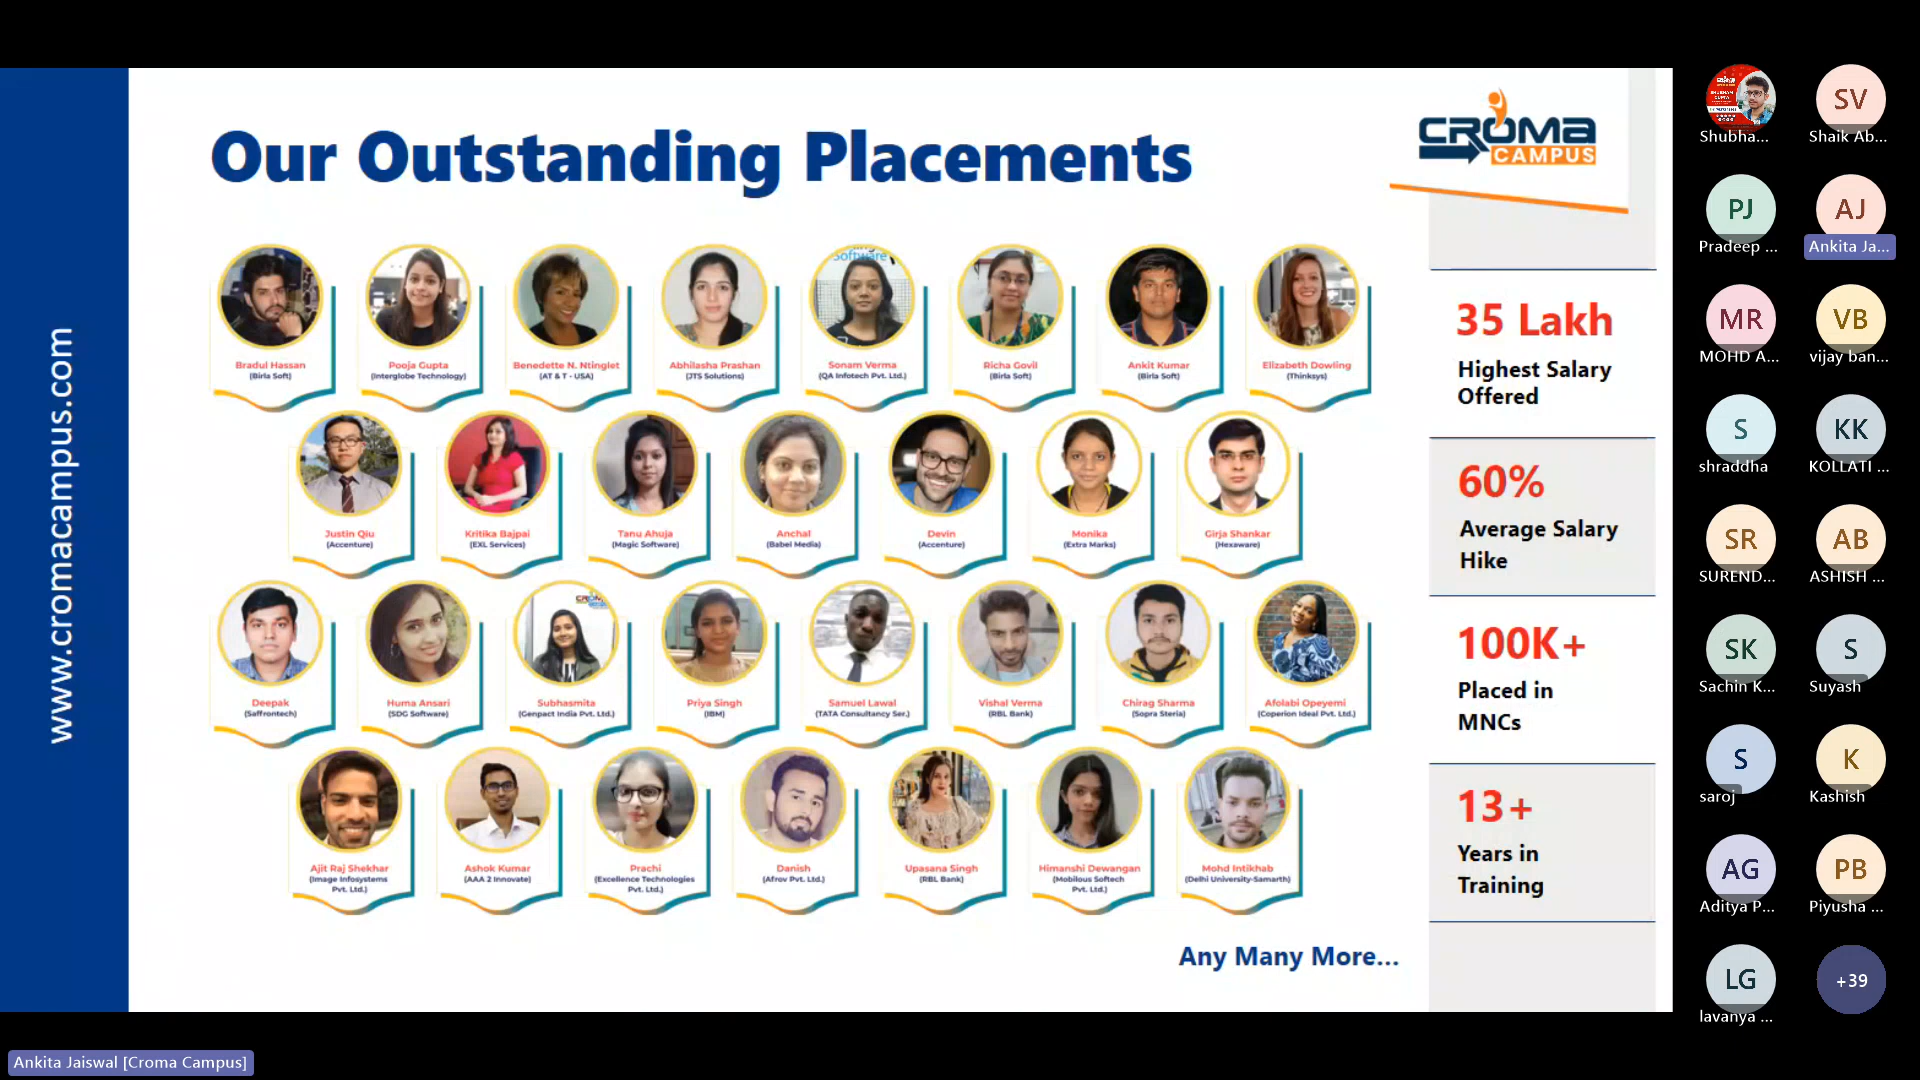 www.cromacampus.com
Our Outstanding Placements
CROMA
CAMPUS
Software
Bradul Hassan
(Birla Soft)
Pooja Gupta
(Interglobe Technology)
Benedette N. Ntinglet
(AT & T - USA)
Abhilasha Prashan
(JTS Solutions)
Sonam Verma
(QA Infotech Pvt. Ltd.)
Richa Govil
(Birla Soft)
Ankit Kumar
(Birla Soft)
Elizabeth Dowling
(Thinksys)
Justin Qiu
(Accenture)
Kritika Bajpai
(EXL Services)
Tanu Ahuja
(Magic Software)
Anchal
(Babel Media)
Devin
(Accenture)
Monika
(Extra Marks)
Girja Shankar
(Hexaware)
Deepak
(Saffrontech)
Huma Ansari
(SDG Software)
Subhasmita
(Genpact India Pvt. Ltd.)
Priya Singh
(IBM)
Samuel Lawal
(TATA Consultancy Ser.)
Vishal Verma
(RBL Bank)
Chirag Sharma
(Sopra Steria)
Afolabi Opeyemi
(Coperion Ideal Pvt. Ltd.)
Ajit Raj Shekhar
(Image Infosystems
Pvt. Ltd.)
Ashok Kumar
(AAA 2 Innovate)
Prachi
(Excellence Technologies
Pvt. Ltd.)
Danish
(Afrov Pvt. Ltd.)
Upasana Singh
(RBL Bank)
Himanshi Dewangan
(Mobilous Softech
Pvt. Ltd.)
Mohd Intikhab
(Delhi University-Samarth)
Any Many More...
35 Lakh
Highest Salary
Offered
60%
Average Salary
Hike
100K+
Placed in
MNCs
13+
Years in
Training
Shubha...
SV
Shaik Ab...
PJ
Pradeep ...
AJ
Ankita Ja...
MR
MOHD A...
VB
vijay ban...
S
shraddha
KK
KOLLATI ...
SR
SUREND...
AB
ASHISH ...
SK
Sachin K...
S
Suyash
S
saroj
K
Kashish
AG
Aditya P...
PB
Piyusha ...
LG
lavanya ...
+39
Ankita Jaiswal [Croma Campus]